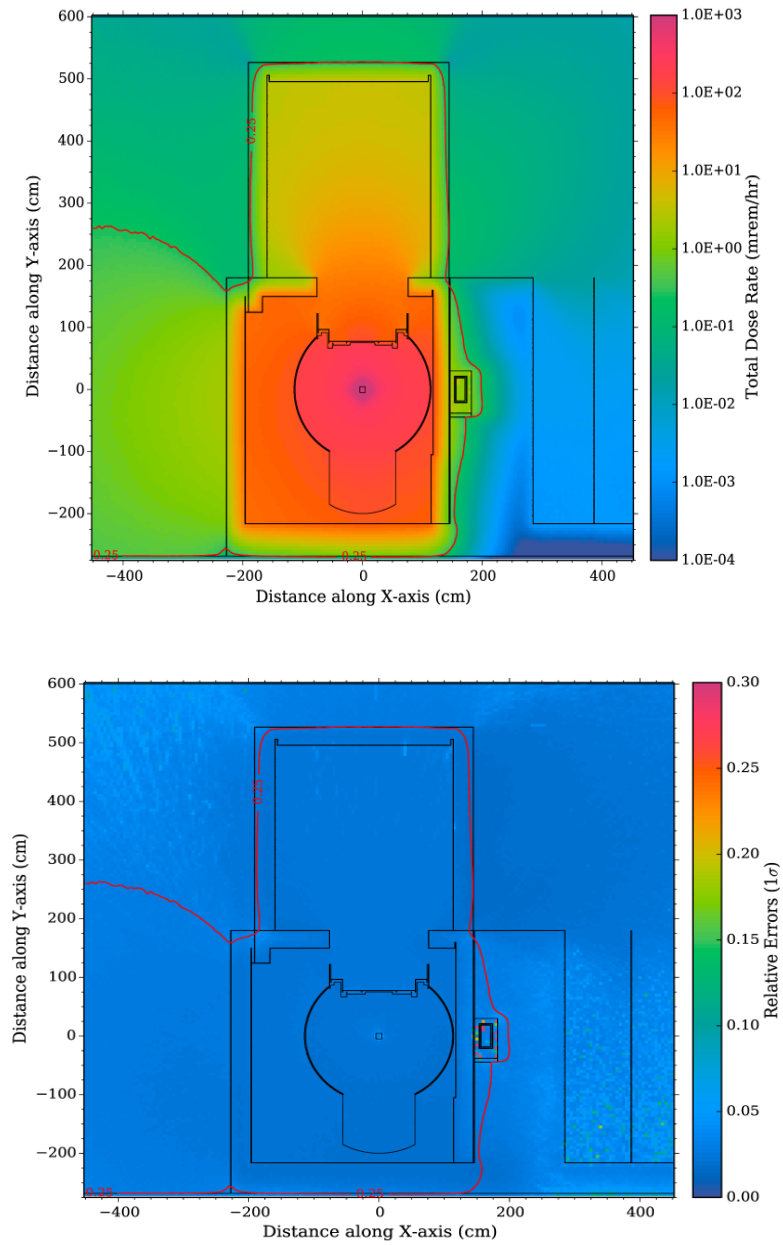 600
500
400
300
200
100
0
−100
−200
Distance along Y-axis (cm)
0.25
0.25
0.25
−400
−200
0
200
400
Distance along X-axis (cm)
1.0E+03
1.0E+02
1.0E+01
1.0E+00
1.0E-01
1.0E-02
1.0E-03
1.0E-04
Total Dose Rate (mrem/hr)
600
500
400
300
200
100
0
−100
−200
Distance along Y-axis (cm)
0.25
0.25
0.25
−400
−200
0
200
400
Distance along X-axis (cm)
0.30
0.25
0.20
0.15
0.10
0.05
0.00
Relative Errors (1σ)